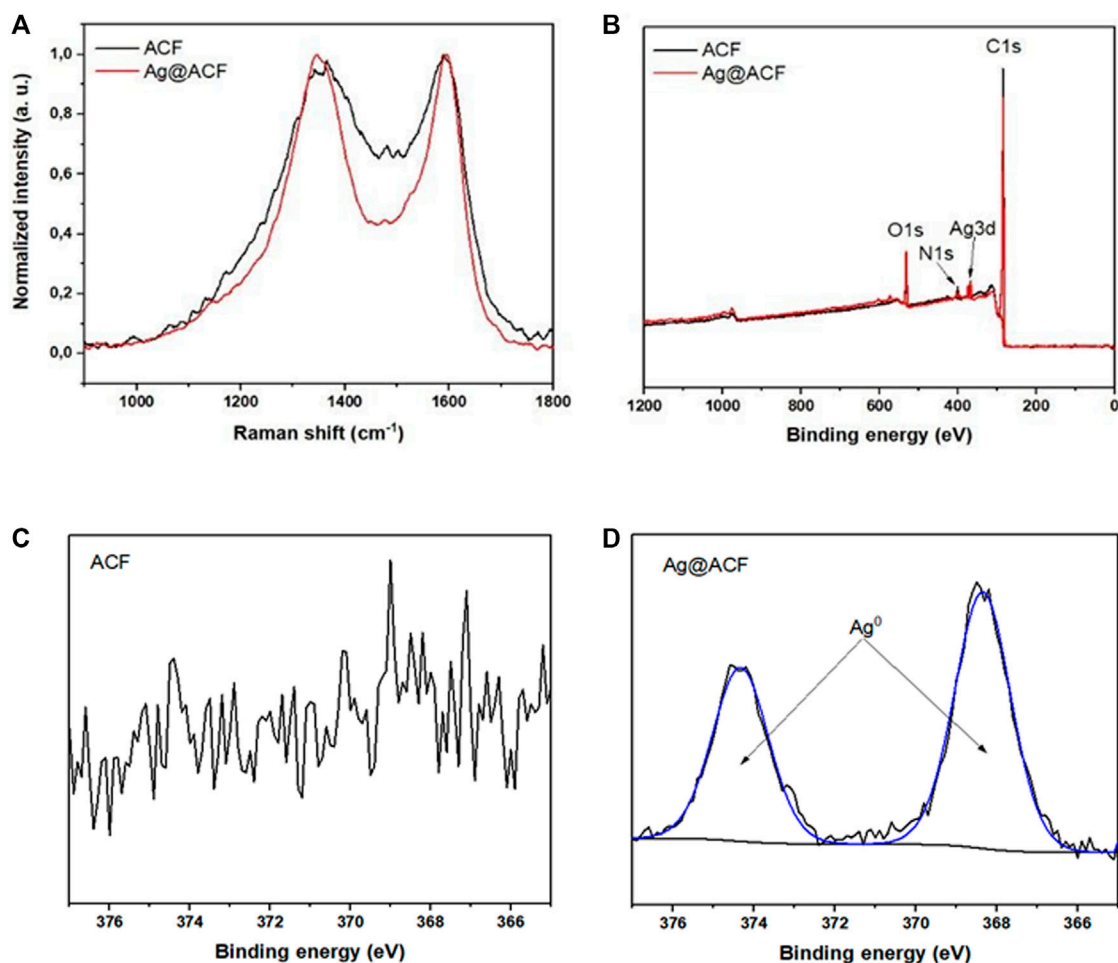 A
ACF
Ag@ACF
Normalized intensity (a. u.)
1,0
0,8
0,6
0,4
0,2
0,0
1000 1200 1400 1600 1800
Raman shift (cm⁻¹)
B
ACF
Ag@ACF
C1s
O1s
N1s
Ag3d
1200 1000 800 600 400 200 0
Binding energy (eV)
C
ACF
376 374 372 370 368 366
Binding energy (eV)
D
Ag@ACF
Ag⁰
376 374 372 370 368 366
Binding energy (eV)